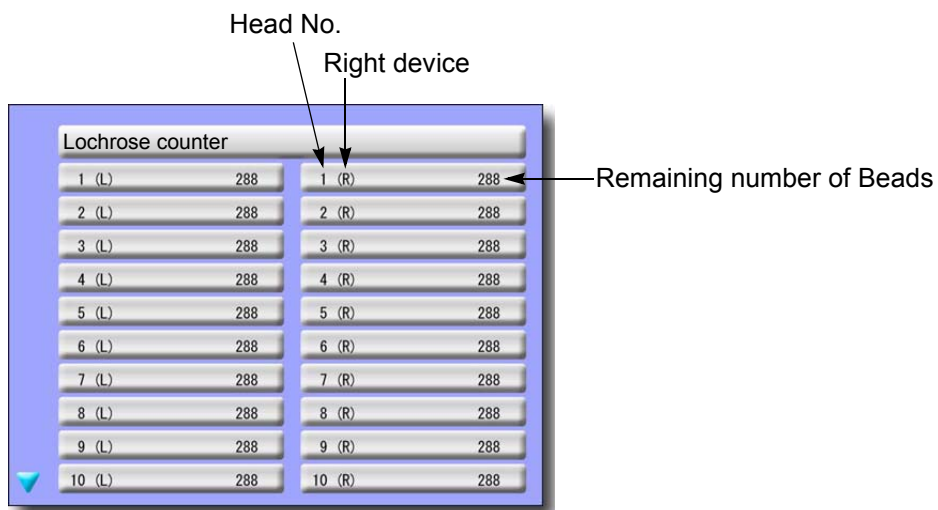 Head No.
Right device
Lochrose counter
1 (L) 288 1 (R) 288 Remaining number of Beads
2 (L) 288 2 (R) 288
3 (L) 288 3 (R) 288
4 (L) 288 4 (R) 288
5 (L) 288 5 (R) 288
6 (L) 288 6 (R) 288
7 (L) 288 7 (R) 288
8 (L) 288 8 (R) 288
9 (L) 288 9 (R) 288
10 (L) 288 10 (R) 288